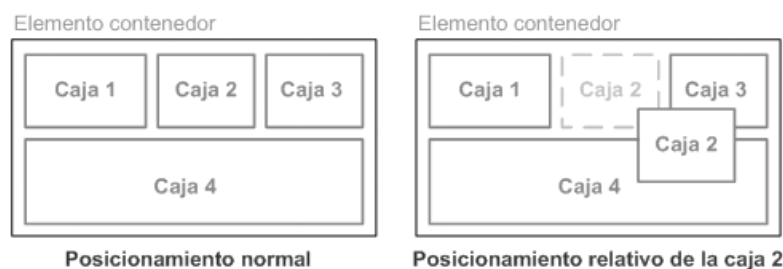 Elemento contenedor
Caja 1
Caja 2
Caja 3
Caja 4
Posicionamiento normal
Elemento contenedor
Caja 1
Caja 2
Caja 3
Caja 2
Caja 4
Posicionamiento relativo de la caja 2